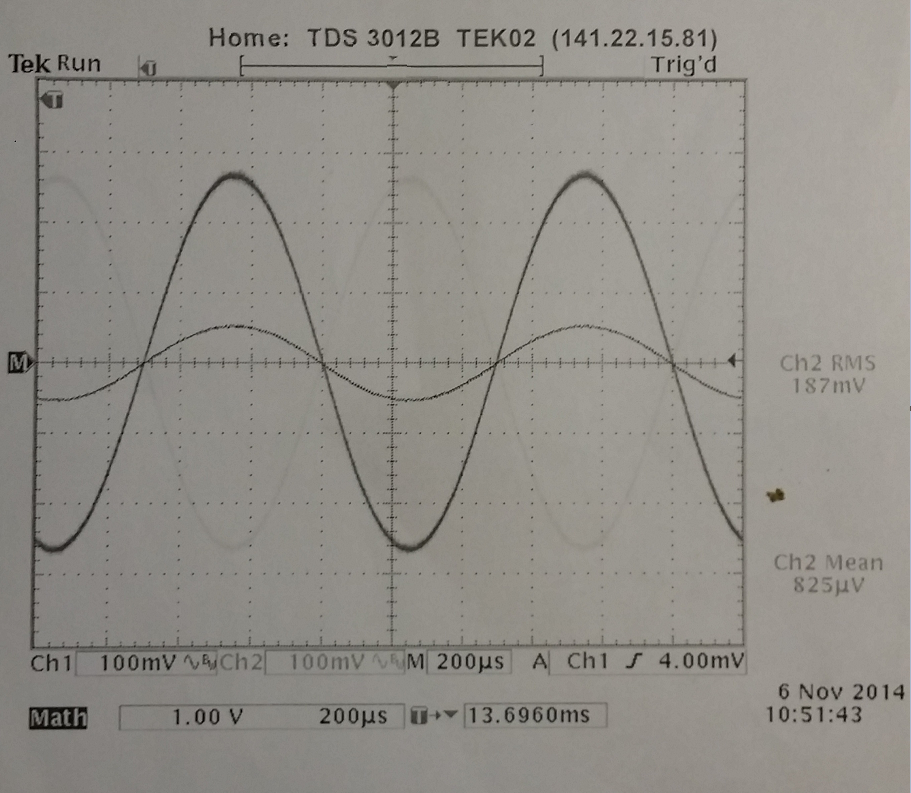 Home: TDS 3012B TEK02 (141.22.15.81)
Tek Run Trig'd
T
T
M
Ch2 RMS
187mV
Ch2 Mean
825µV
Ch1 100mV Ch2 100mV M 200µs A Ch1 4.00mV
6 Nov 2014
10:51:43
Math 1.00 V 200µs T 13.6960ms